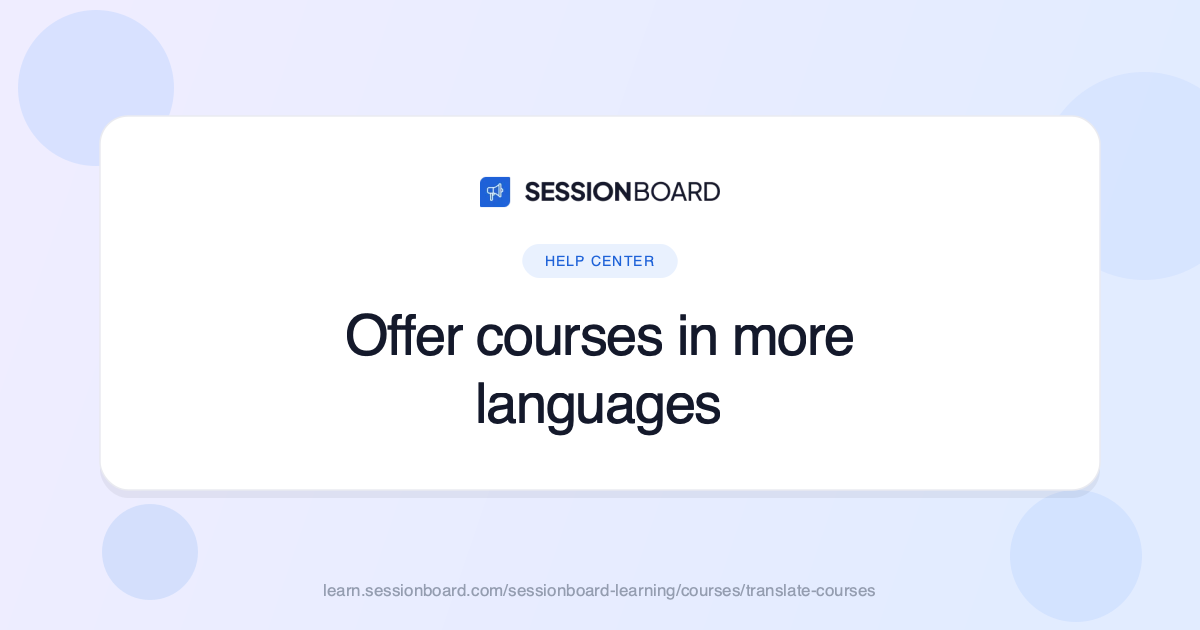 SESSIONBOARD
HELP CENTER
Offer courses in more
languages
learn.sessionboard.com/sessionboard-learning/courses/translate-courses